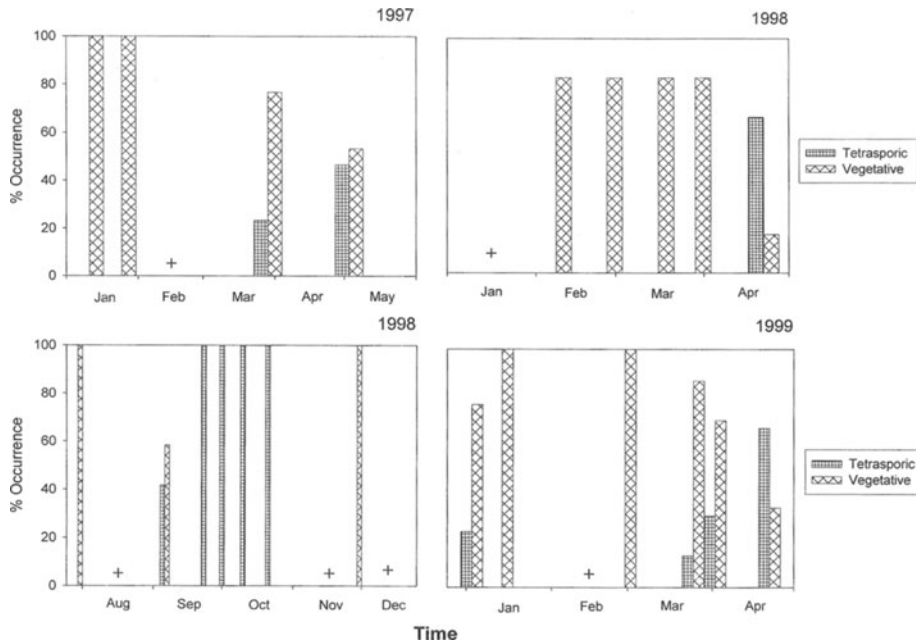 1997
1998
100
80
60
40
20
0
% Occurrence
+
+
Tetrasporic
Vegetative
Jan Feb Mar Apr May
Jan Feb Mar Apr
1998
1999
100
80
60
40
20
0
% Occurrence
+ + +
+
Tetrasporic
Vegetative
Aug Sep Oct Nov Dec
Jan Feb Mar Apr
Time